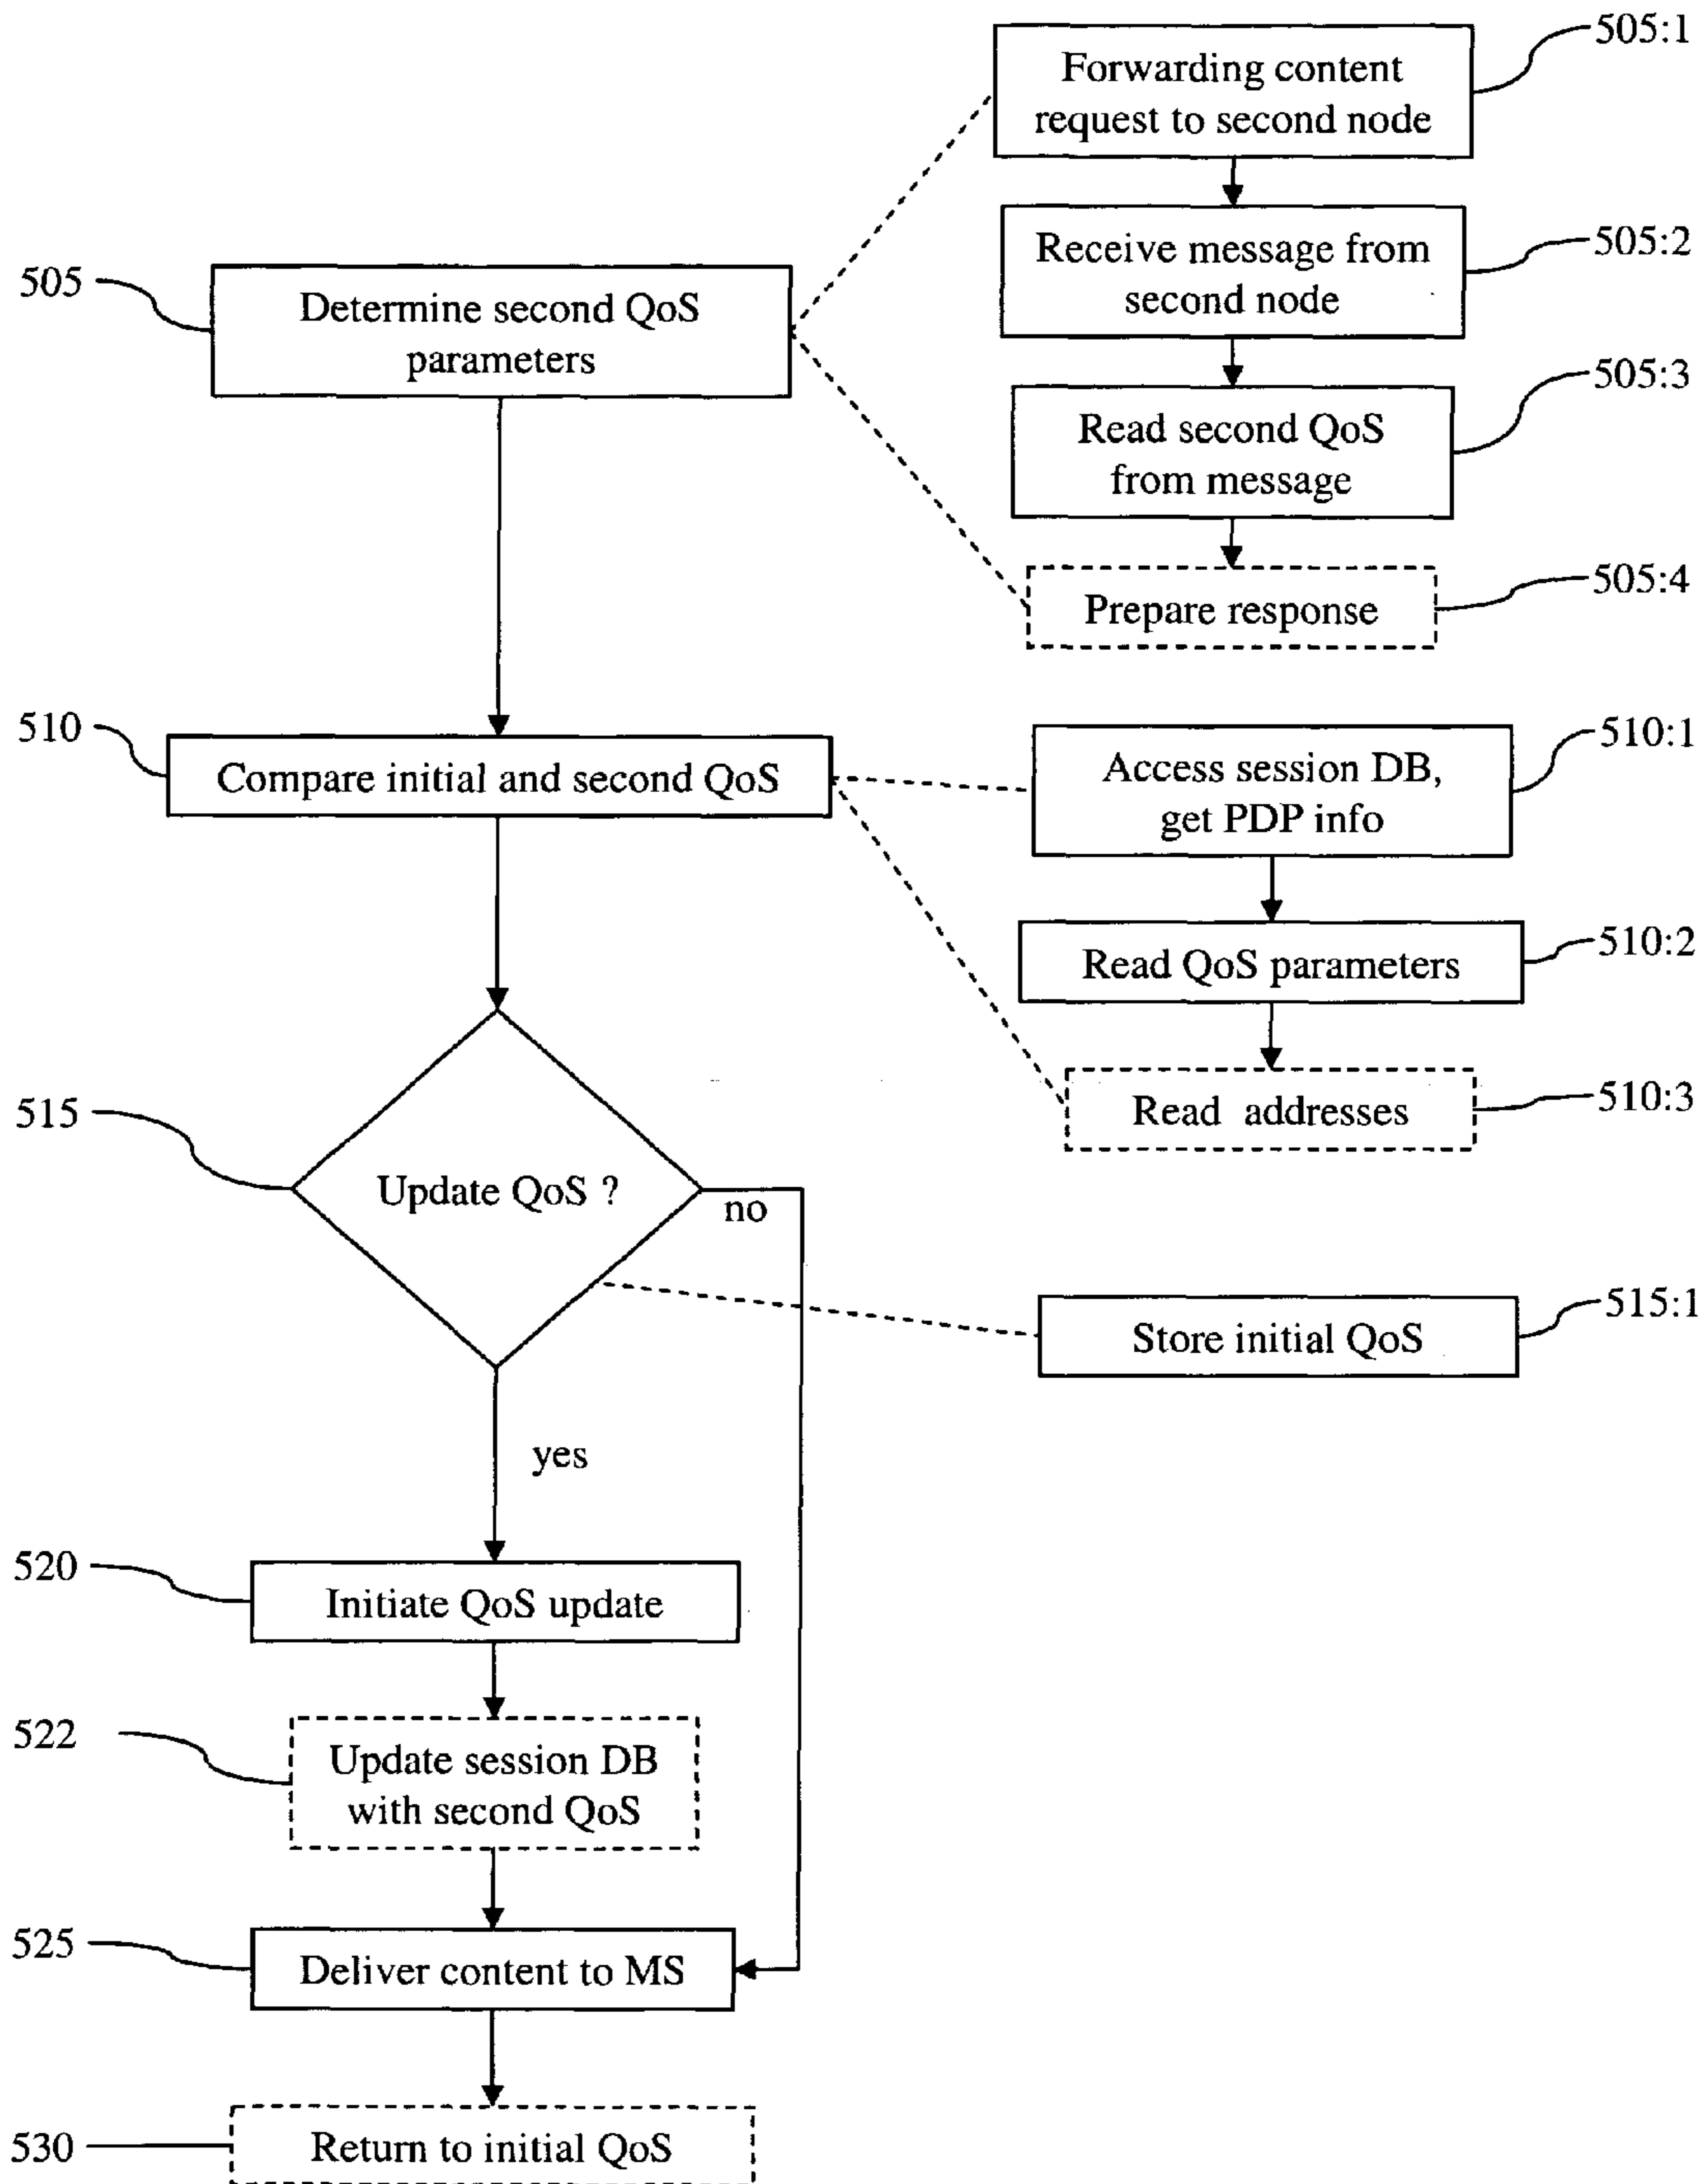 505:1
Forwarding content
request to second node
505:2
Receive message from
second node
505
Determine second QoS
parameters
505:3
Read second QoS
from message
505:4
Prepare response
510
Compare initial and second QoS
510:1
Access session DB,
get PDP info
510:2
Read QoS parameters
510:3
Read addresses
515
Update QoS ?
no
515:1
Store initial QoS
yes
520
Initiate QoS update
522
Update session DB
with second QoS
525
Deliver content to MS
530
Return to initial QoS